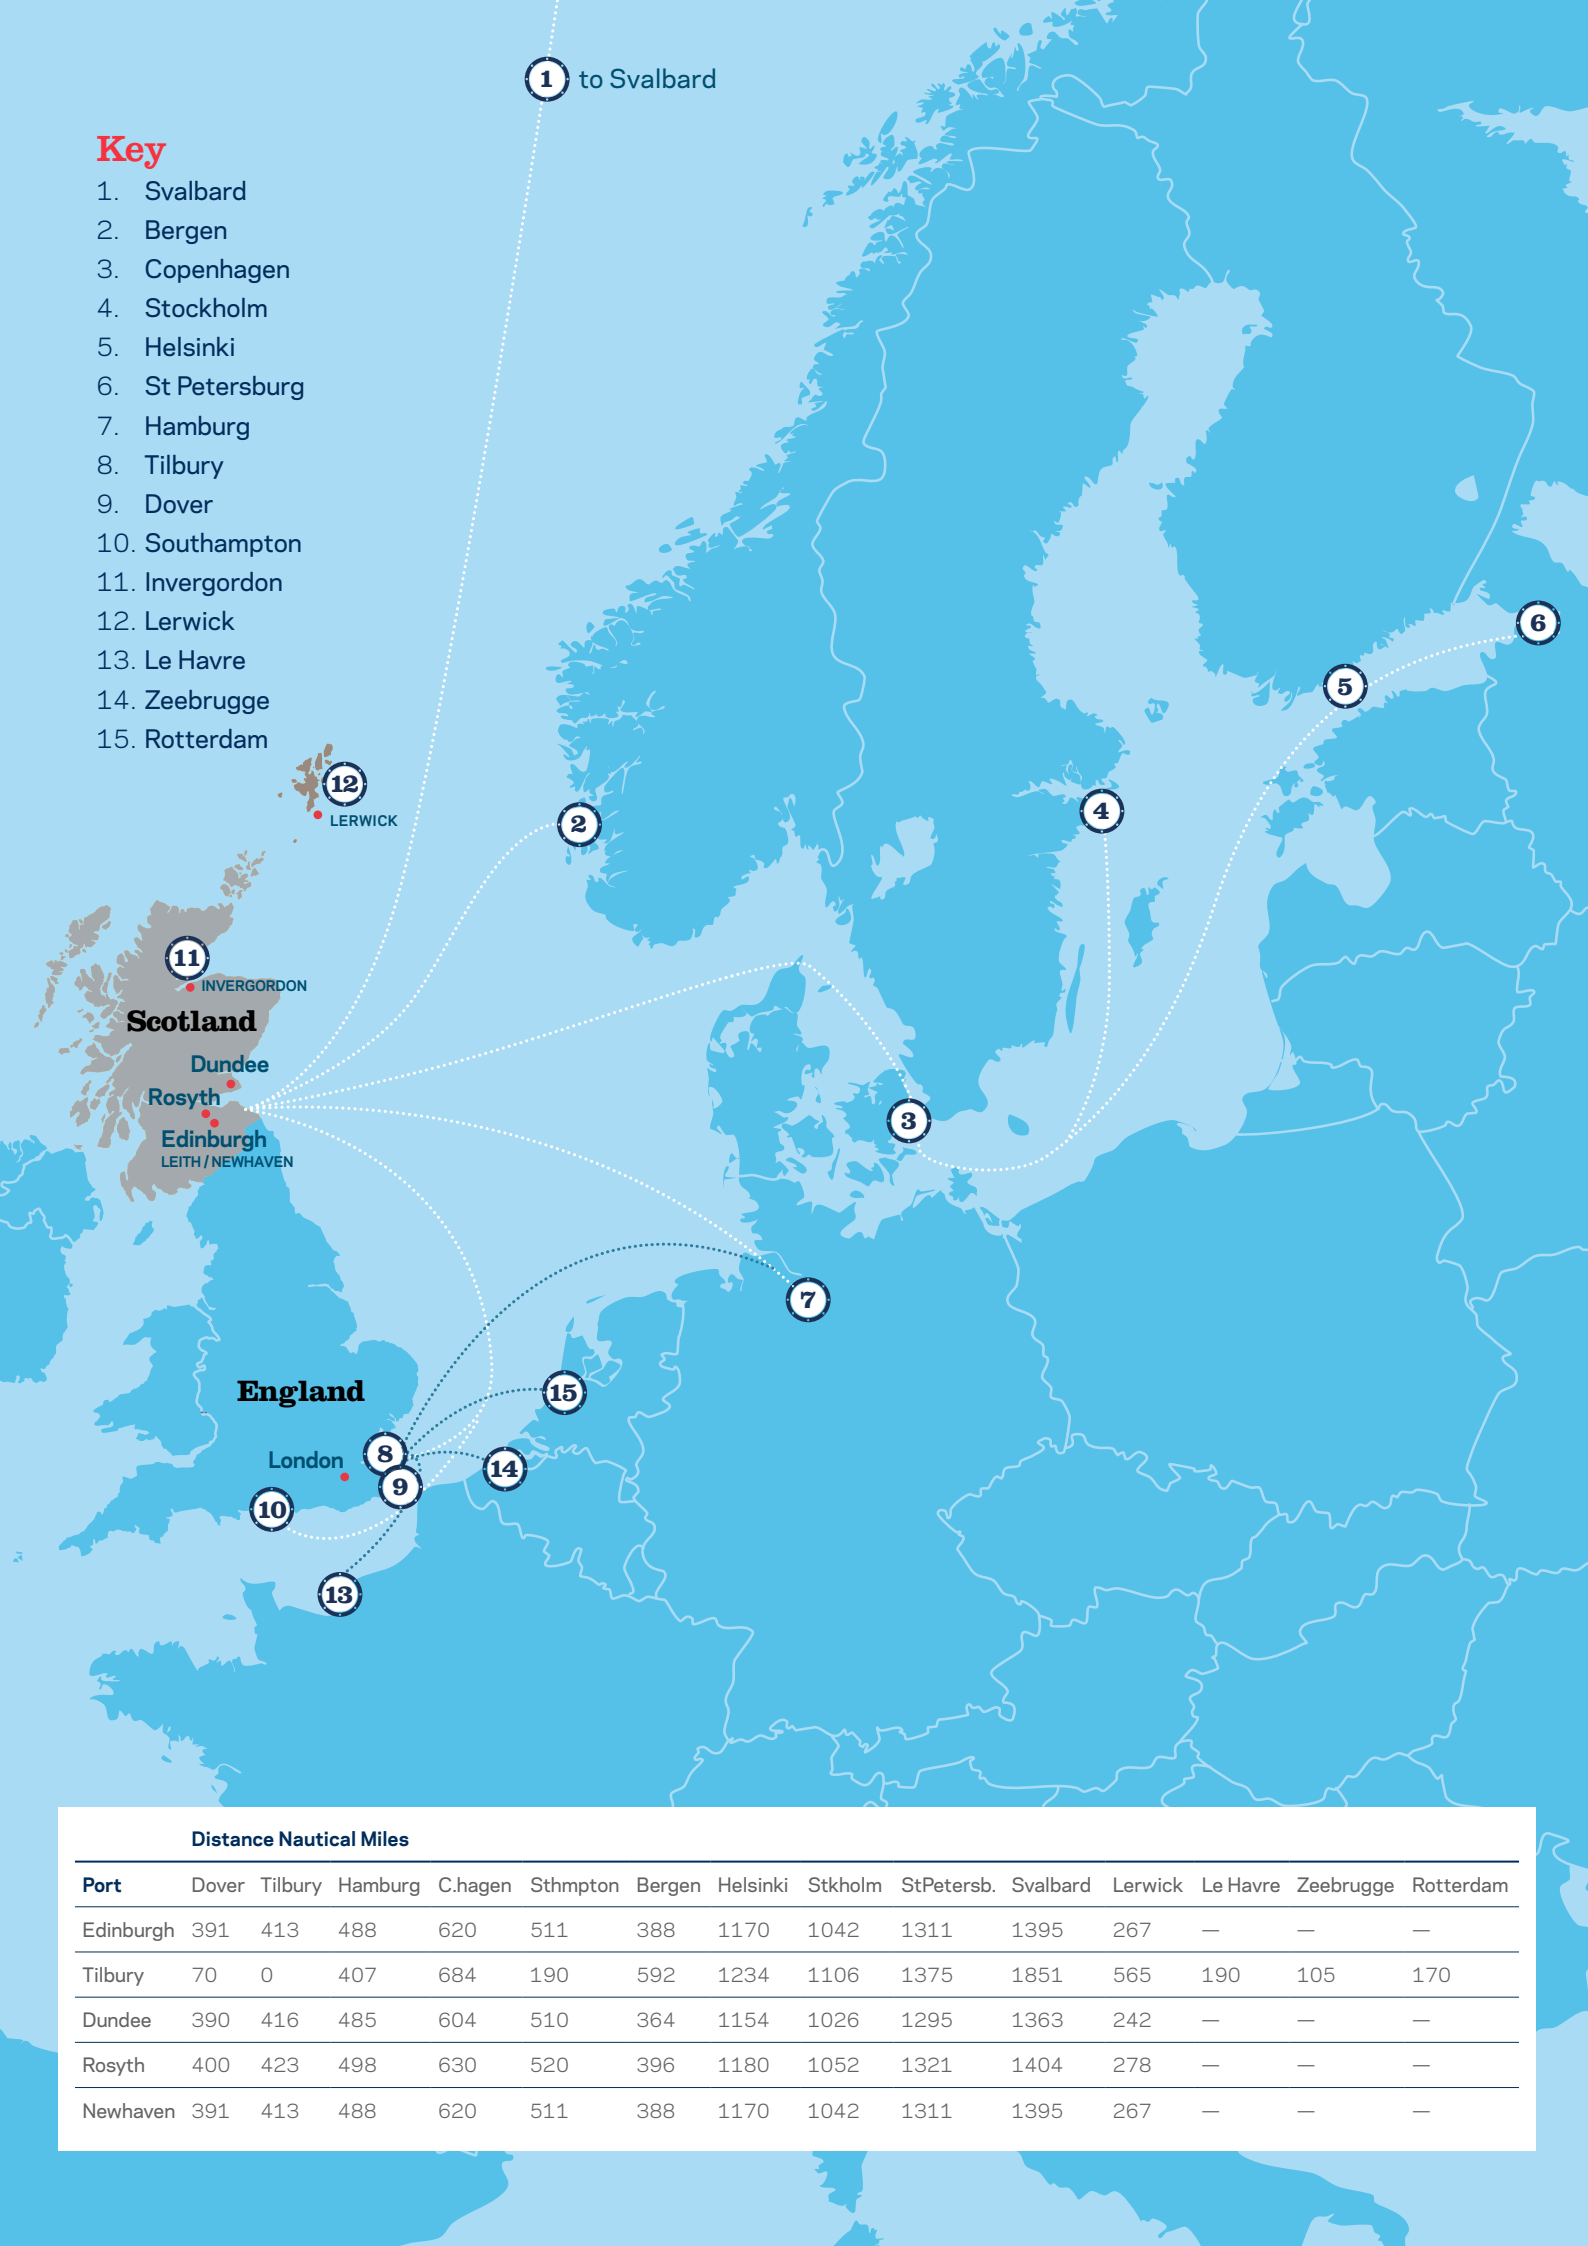 1 to Svalbard
Key
1. Svalbard
2. Bergen
3. Copenhagen
4. Stockholm
5. Helsinki
6. St Petersburg
7. Hamburg
8. Tilbury
9. Dover
10. Southampton
11. Invergordon
12. Lerwick
13. Le Havre
14. Zeebrugge
15. Rotterdam
6
5
12
LERWICK
2
4
11
INVERGORDON
Scotland
Dundee
Rosyth
3
Edinburgh
LEITH / NEWHAVEN
7
England
15
8
London
14
9
10
13
Distance Nautical Miles
Port Dover Tilbury Hamburg C.hagen Sthmpton Bergen Helsinki Stkholm StPetersb. Svalbard Lerwick Le Havre Zeebrugge Rotterdam
Edinburgh 391 413 488 620 511 388 1170 1042 1311 1395 267 — — —
Tilbury 70 0 407 684 190 592 1234 1106 1375 1851 565 190 105 170
Dundee 390 416 485 604 510 364 1154 1026 1295 1363 242 — — —
Rosyth 400 423 498 630 520 396 1180 1052 1321 1404 278 — — —
Newhaven 391 413 488 620 511 388 1170 1042 1311 1395 267 — — —